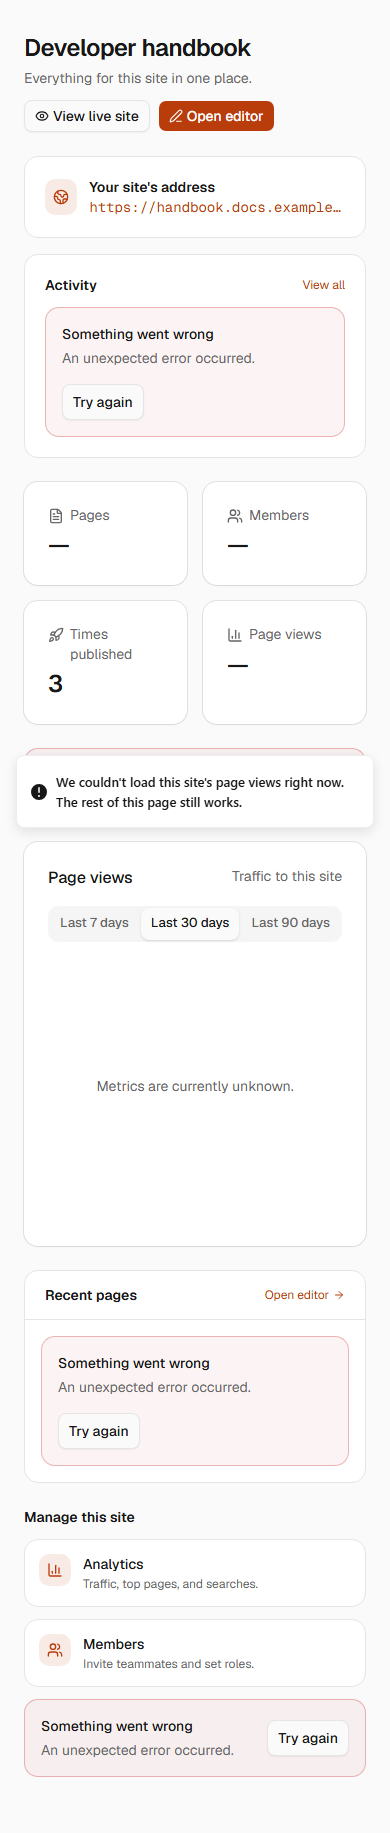 Developer handbook
Everything for this site in one place.
View live site
Open editor
Your site's address
https://handbook.docs.example…
Activity
View all
Something went wrong
An unexpected error occurred.
Try again
Pages
—
Members
—
Times
published
3
Page views
—
We couldn't load this site's page views right now.
The rest of this page still works.
Page views
Traffic to this site
Last 7 days
Last 30 days
Last 90 days
Metrics are currently unknown.
Recent pages
Open editor →
Something went wrong
An unexpected error occurred.
Try again
Manage this site
Analytics
Traffic, top pages, and searches.
Members
Invite teammates and set roles.
Something went wrong
An unexpected error occurred.
Try again